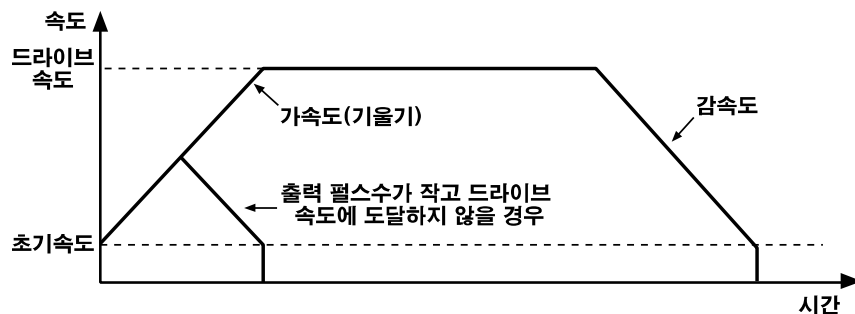 속도
드라이브
속도
가속도(기울기)
감속도
출력 펄스수가 작고 드라이브
속도에 도달하지 않을 경우
초기속도
시간